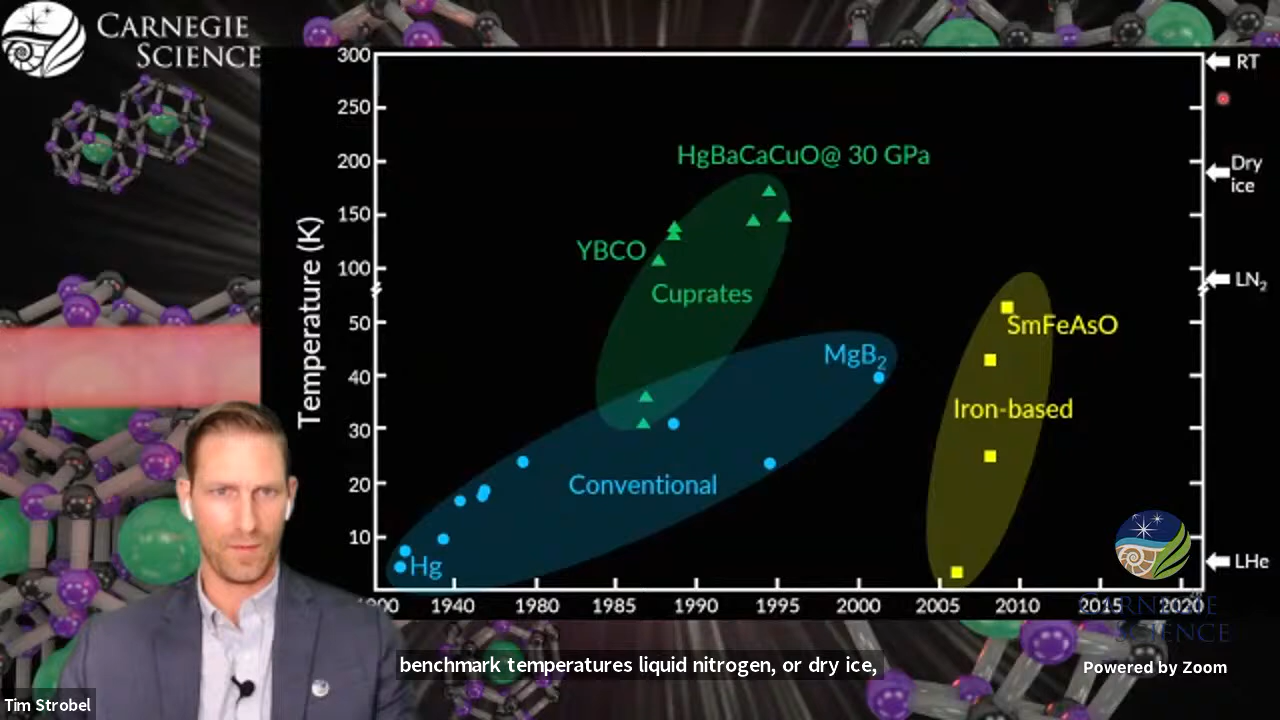 CARNEGIE
SCIENCE
300
250
200
150
100
50
40
30
20
10
Temperature (K)
HgBaCaCuO@ 30 GPa
YBCO
Cuprates
MgB₂
Conventional
Hg
SmFeAsO
Iron-based
RT
Dry
ice
LN₂
LHe
1940 1980 1985 1990 1995 2000 2005 2010 2015 2020
CARNEGIE
SCIENCE
benchmark temperatures liquid nitrogen, or dry ice,
Powered by Zoom
Tim Strobel